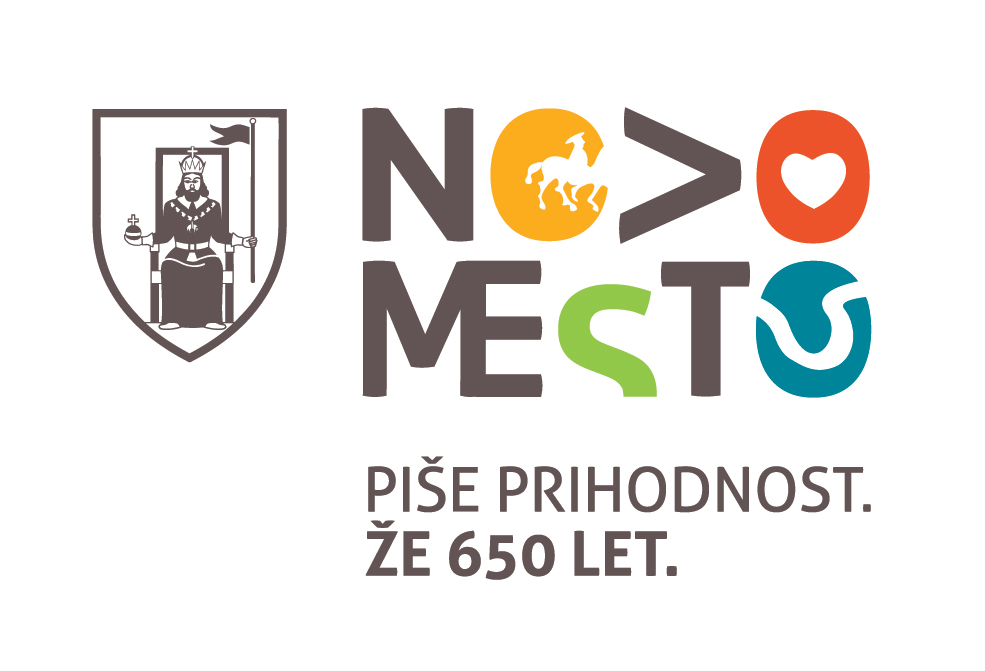 NOVO
MESTO
PIŠE PRIHODNOST.
ŽE 650 LET.